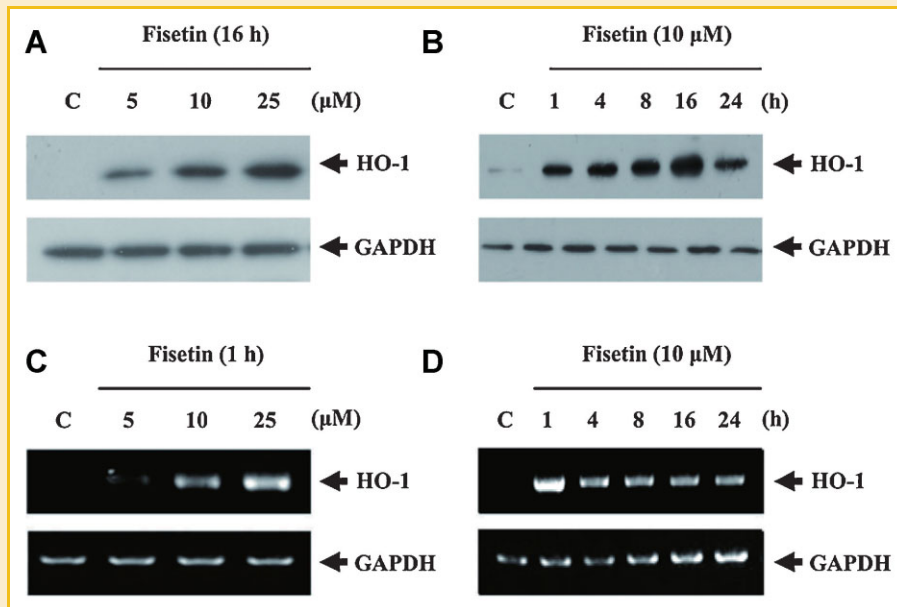 A
Fisetin (16 h)
C 5 10 25 (µM)
HO-1
GAPDH
B
Fisetin (10 µM)
C 1 4 8 16 24 (h)
HO-1
GAPDH
C
Fisetin (1 h)
C 5 10 25 (µM)
HO-1
GAPDH
D
Fisetin (10 µM)
C 1 4 8 16 24 (h)
HO-1
GAPDH